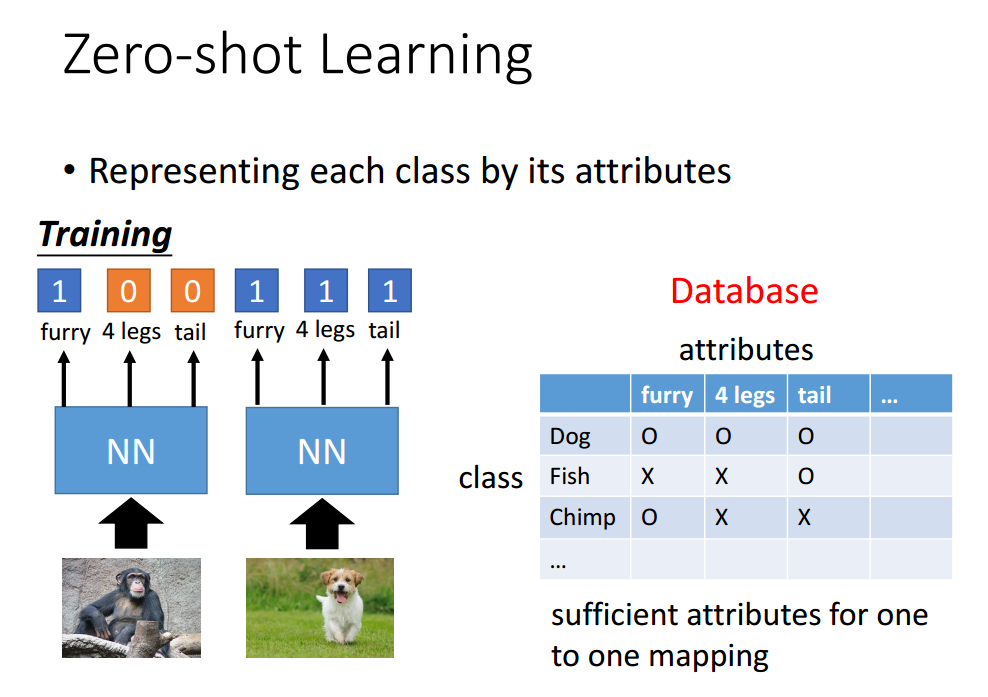 Zero-shot Learning
• Representing each class by its attributes
Training
1 0 0 1 1 1
furry 4 legs tail furry 4 legs tail
NN NN
Database
attributes
furry 4 legs tail ...
Dog O O O
class
Fish X X O
Chimp O X X
...
sufficient attributes for one
to one mapping